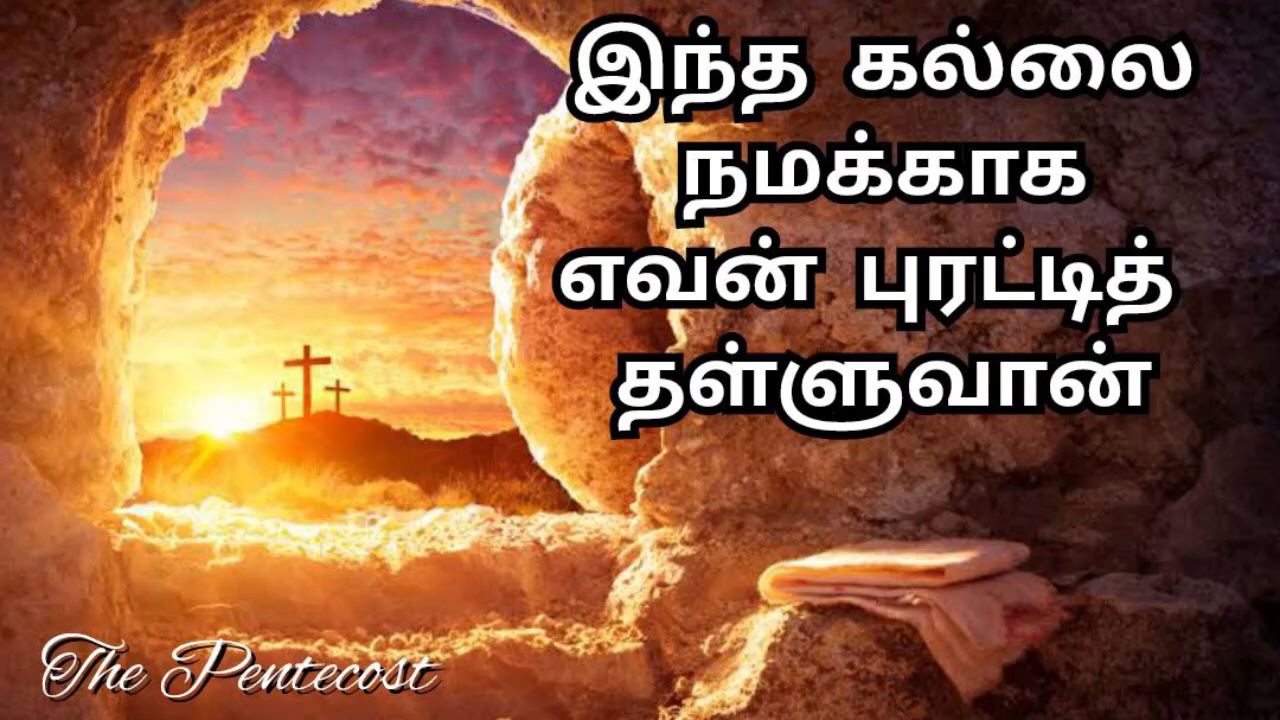 இந்த கல்லை
நமக்காக
எவன் புரட்டித்
தள்ளுவான்
The Pentecost